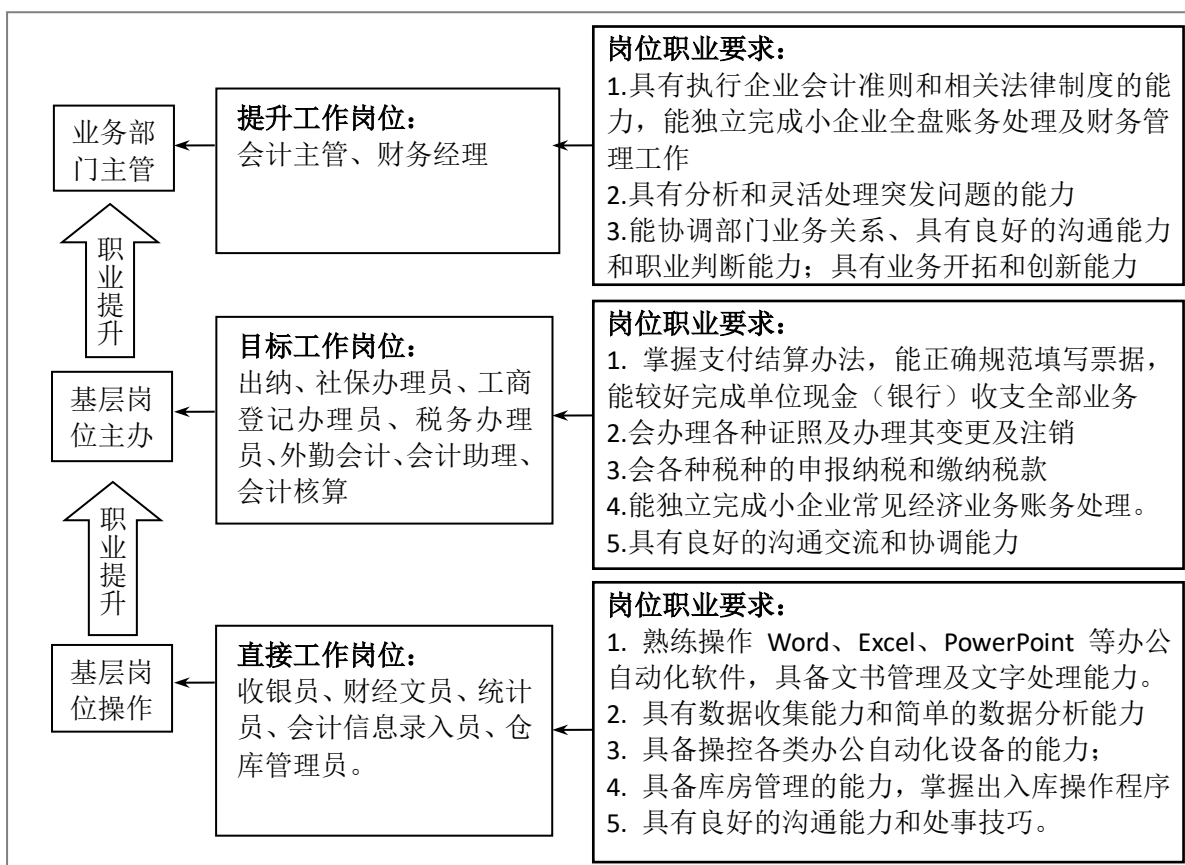 业务部
门主管
提升工作岗位：
会计主管、财务经理
岗位职业要求：
1.具有执行企业会计准则和相关法律制度的能
力，能独立完成小企业全盘账务处理及财务管
理工作
2.具有分析和灵活处理突发问题的能力
3.能协调部门业务关系、具有良好的沟通能力
和职业判断能力；具有业务开拓和创新能力
职
业
提
升
基层岗
位主办
目标工作岗位：
出纳、社保办理员、工商
登记办理员、税务办理
员、外勤会计、会计助理、
会计核算
岗位职业要求：
1. 掌握支付结算办法，能正确规范填写票据，
能较好完成单位现金（银行）收支全部业务
2.会办理各种证照及办理其变更及注销
3.会各种税种的申报纳税和缴纳税款
4.能独立完成小企业常见经济业务账务处理。
5.具有良好的沟通交流和协调能力
职
业
提
升
基层岗
位操作
直接工作岗位：
收银员、财经文员、统计
员、会计信息录入员、仓
库管理员。
岗位职业要求：
1. 熟练操作 Word、Excel、PowerPoint 等办公
自动化软件，具备文书管理及文字处理能力。
2. 具有数据收集能力和简单的数据分析能力
3. 具备操控各类办公自动化设备的能力；
4. 具备库房管理的能力，掌握出入库操作程序
5. 具有良好的沟通能力和处事技巧。